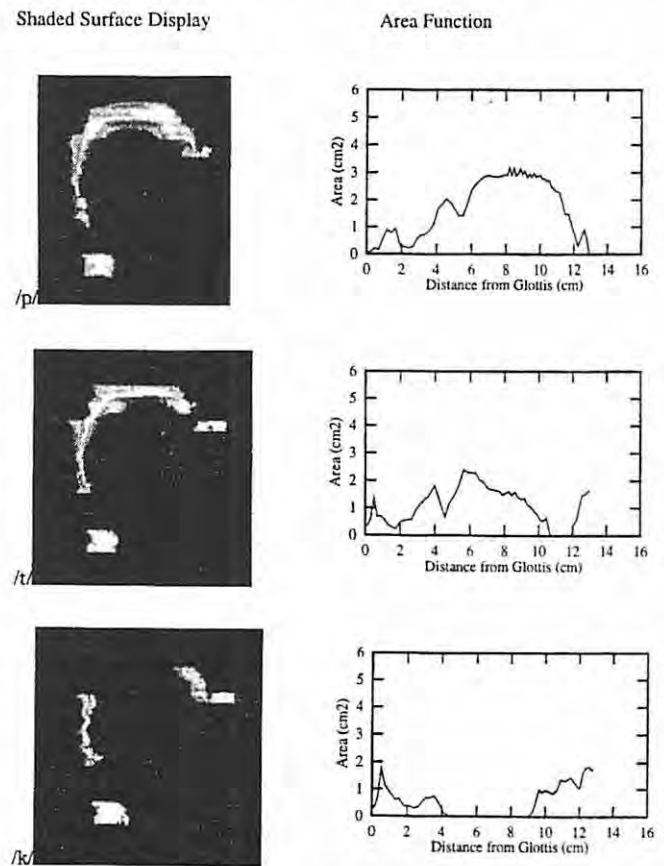 Shaded Surface Display
Area Function
/p/
6
5
4
3
2
1
0
Area (cm2)
0 2 4 6 8 10 12 14 16
Distance from Glottis (cm)
/t/
6
5
4
3
2
1
0
Area (cm2)
0 2 4 6 8 10 12 14 16
Distance from Glottis (cm)
/k/
6
5
4
3
2
1
0
Area (cm2)
0 2 4 6 8 10 12 14 16
Distance from Glottis (cm)